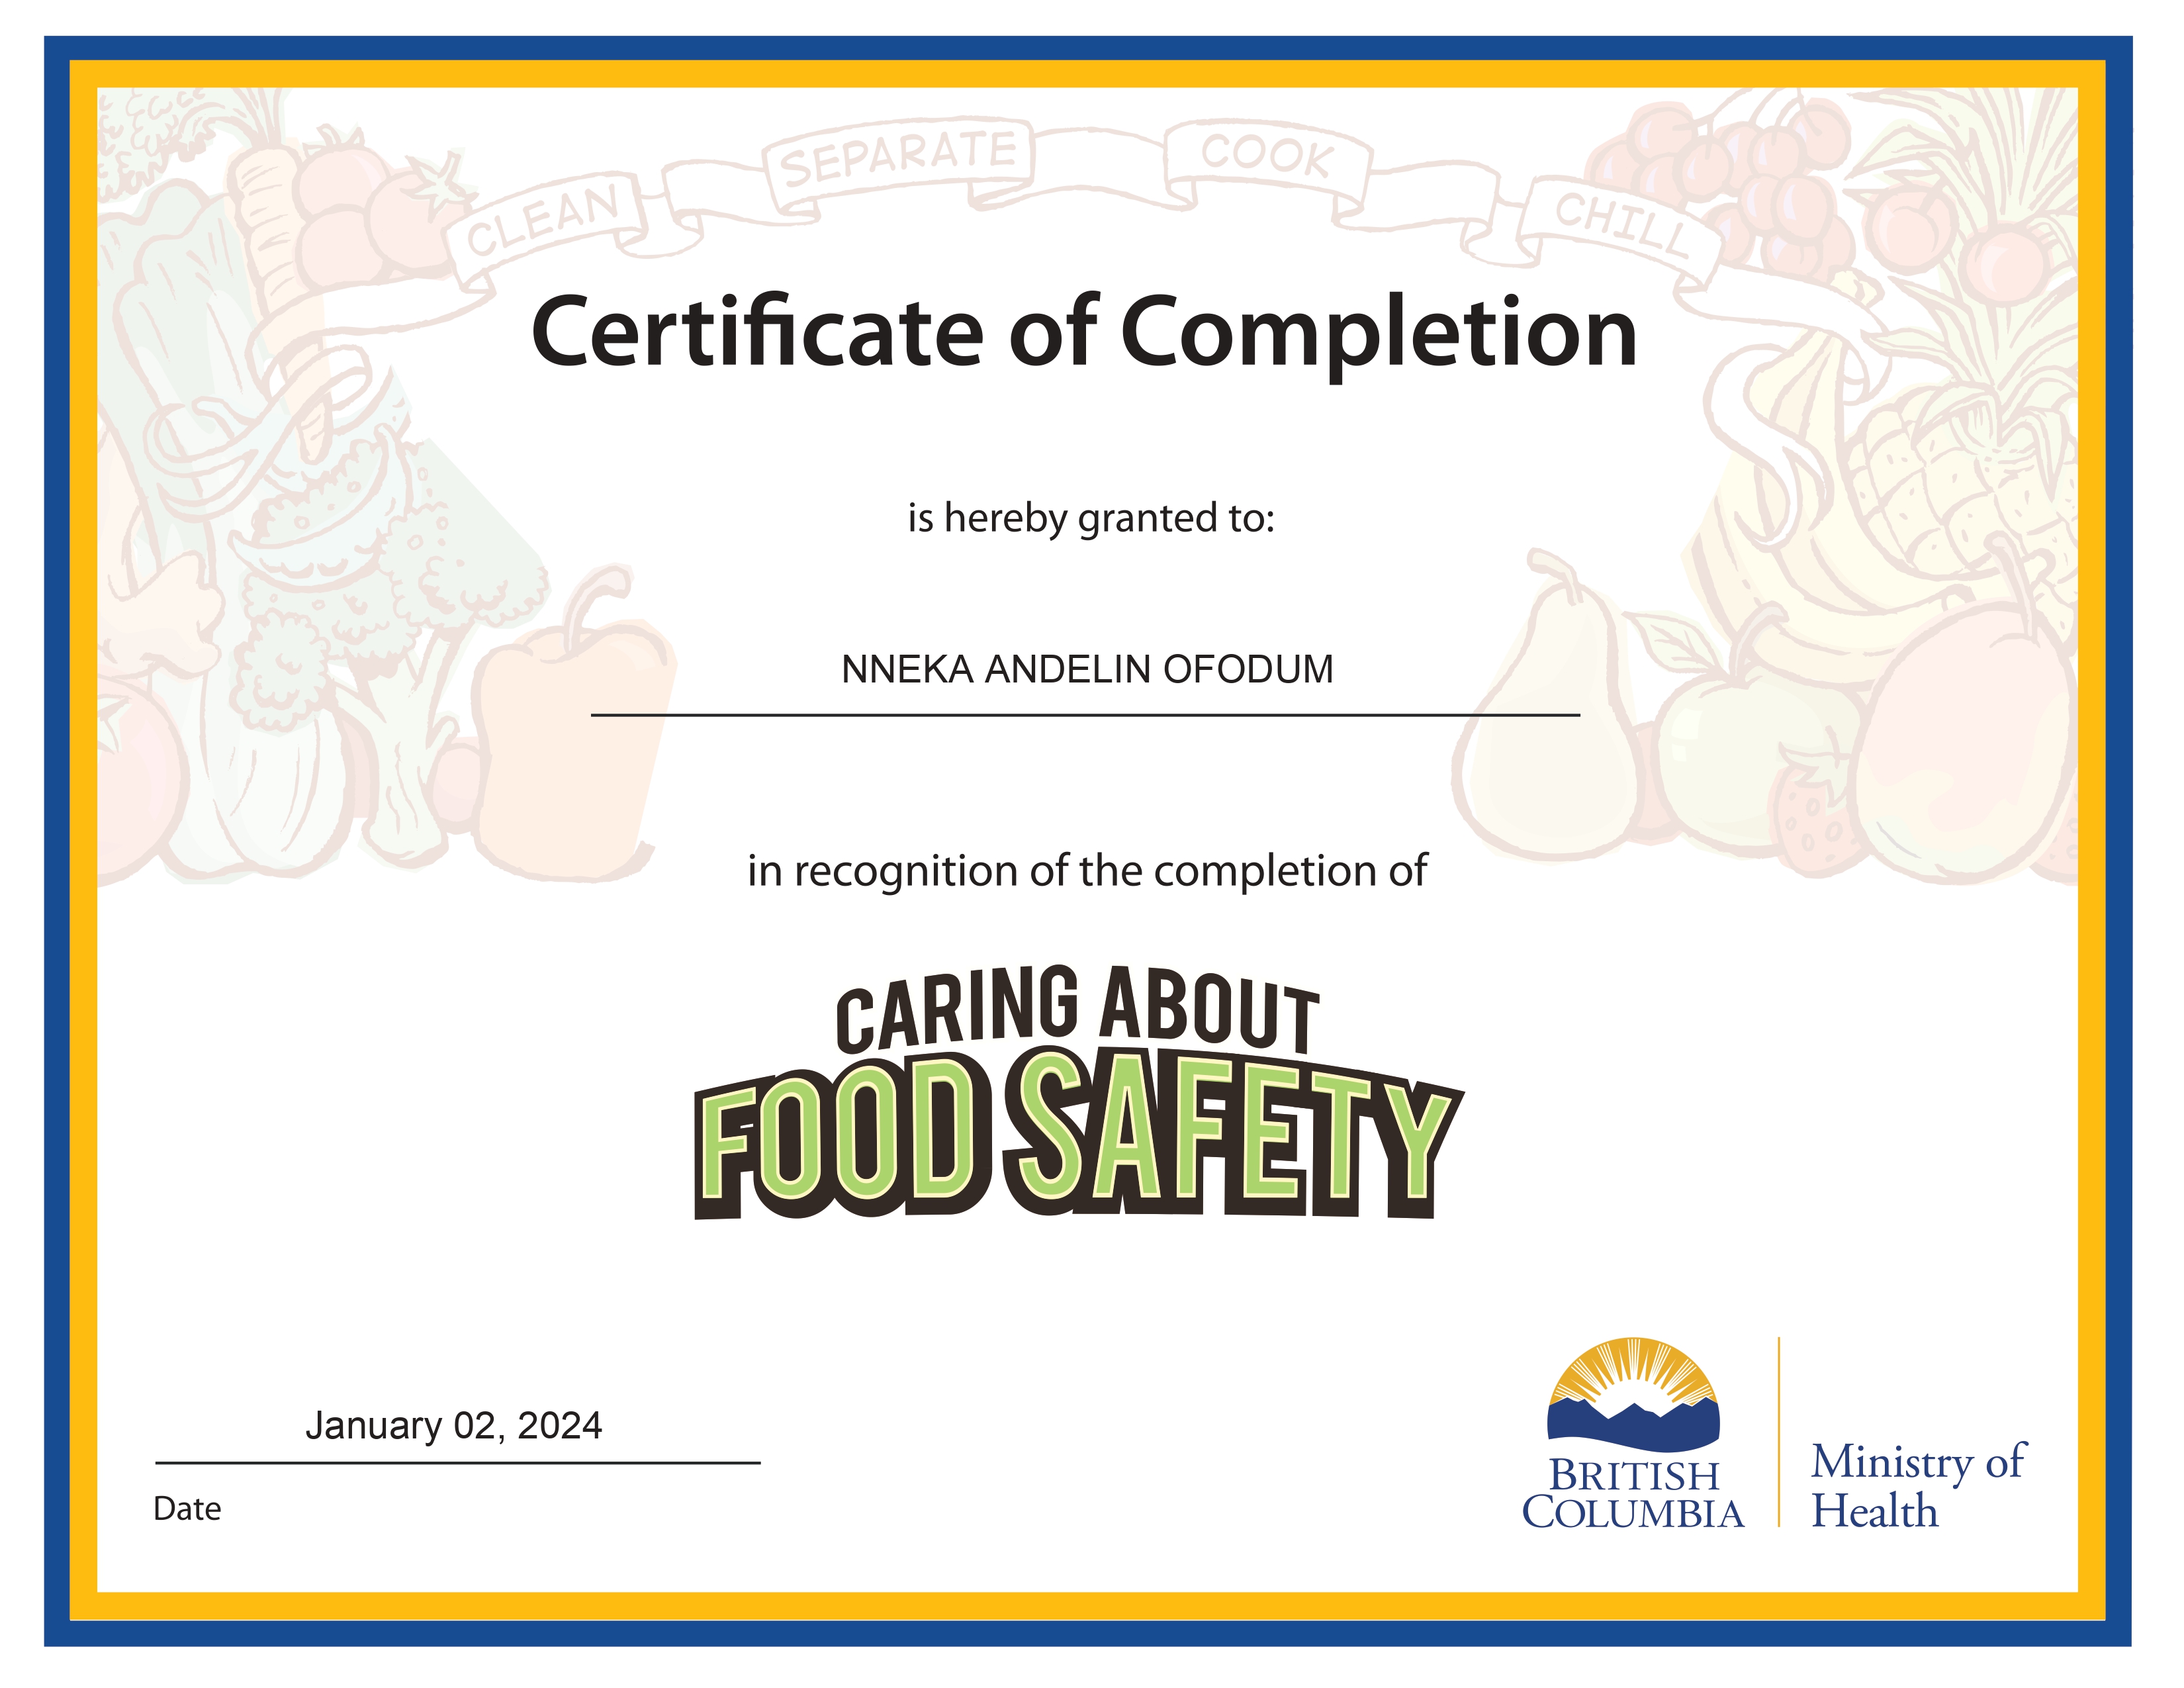 CLEAN SEPARATE COOK CHILL
Certificate of Completion
is hereby granted to:
NNEKA ANDELIN OFODUM
in recognition of the completion of
CARING ABOUT
FOOD SAFETY
January 02, 2024
Date
BRITISH
COLUMBIA
Ministry of
Health